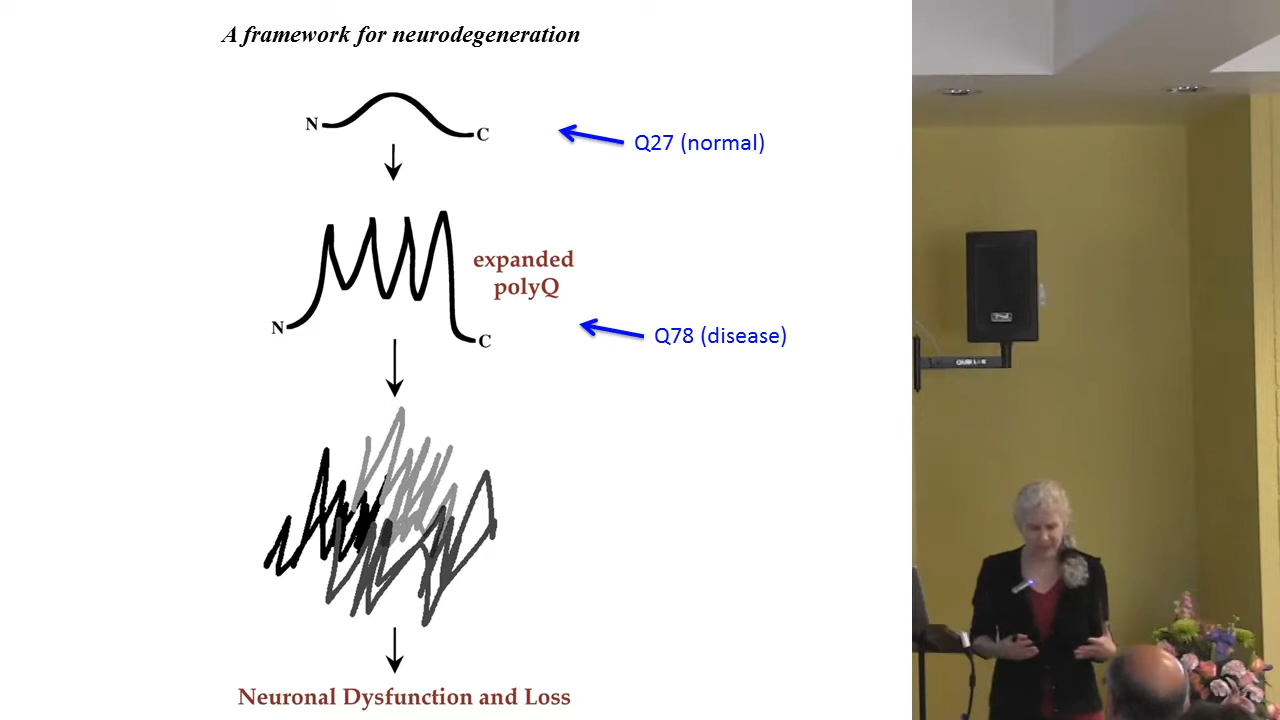 A framework for neurodegeneration
N
C
Q27 (normal)
expanded
polyQ
N
C
Q78 (disease)
Neuronal Dysfunction and Loss